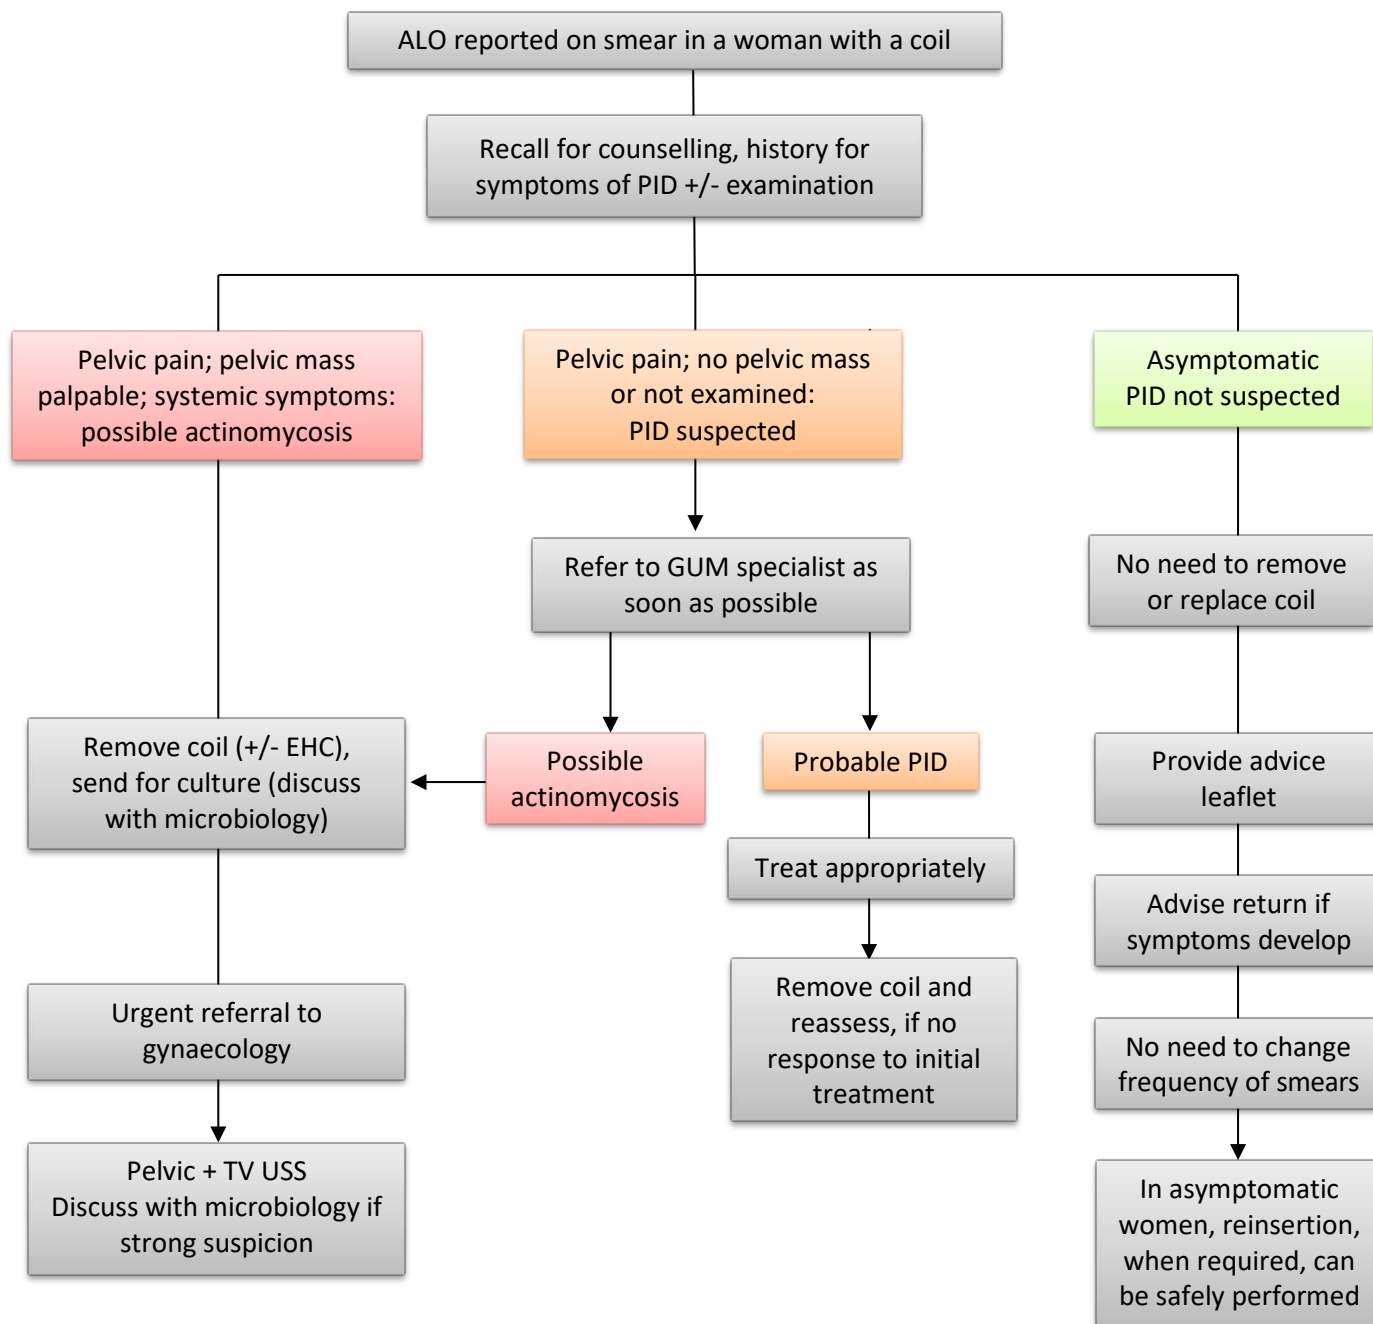 ALO reported on smear in a woman with a coil
Recall for counselling, history for
symptoms of PID +/- examination
Pelvic pain; pelvic mass
palpable; systemic symptoms:
possible actinomycosis
Pelvic pain; no pelvic mass
or not examined:
PID suspected
Asymptomatic
PID not suspected
Refer to GUM specialist as
soon as possible
No need to remove
or replace coil
Remove coil (+/- EHC),
send for culture (discuss
with microbiology)
Possible
actinomycosis
Probable PID
Provide advice
leaflet
Treat appropriately
Advise return if
symptoms develop
Urgent referral to
gynaecology
Remove coil and
reassess, if no
response to initial
treatment
No need to change
frequency of smears
Pelvic + TV USS
Discuss with microbiology if
strong suspicion
In asymptomatic
women, reinsertion,
when required, can
be safely performed